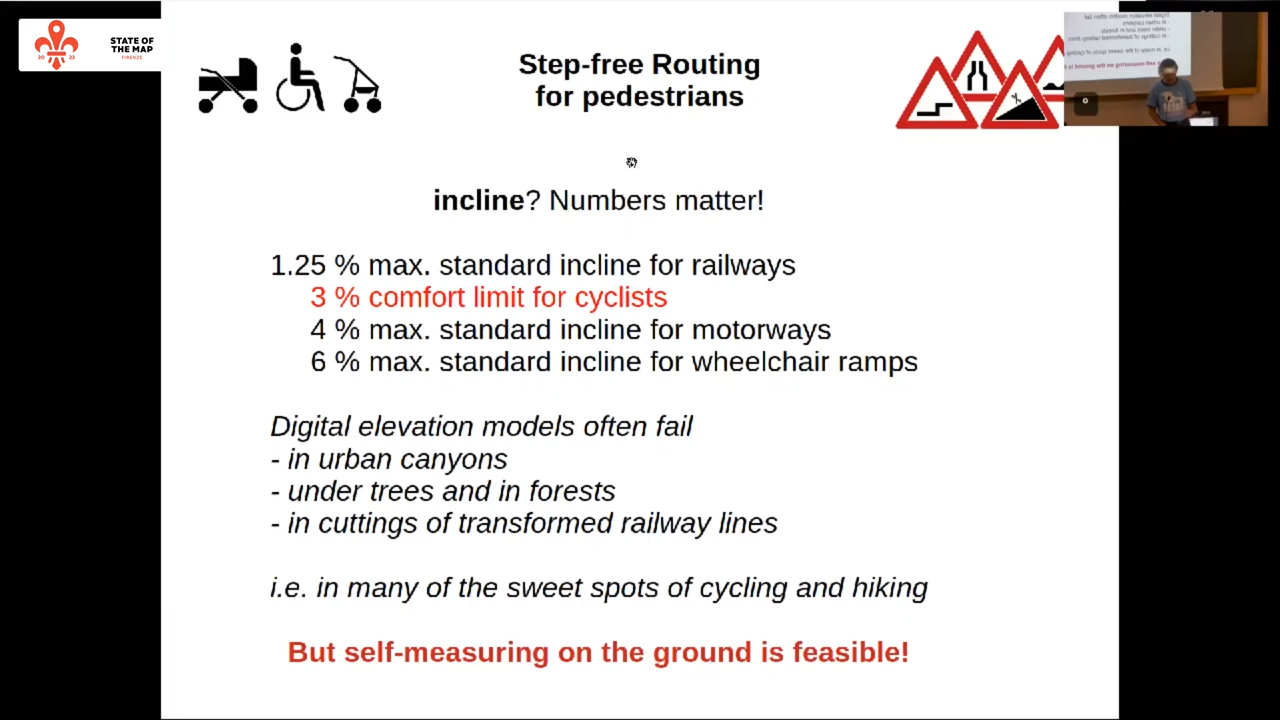 STATE OF
THE MAP
FIRENZE
20 22
Step-free Routing
for pedestrians
incline? Numbers matter!
1.25 % max. standard incline for railways
3 % comfort limit for cyclists
4 % max. standard incline for motorways
6 % max. standard incline for wheelchair ramps
Digital elevation models often fail
- in urban canyons
- under trees and in forests
- in cuttings of transformed railway lines
i.e. in many of the sweet spots of cycling and hiking
But self-measuring on the ground is feasible!